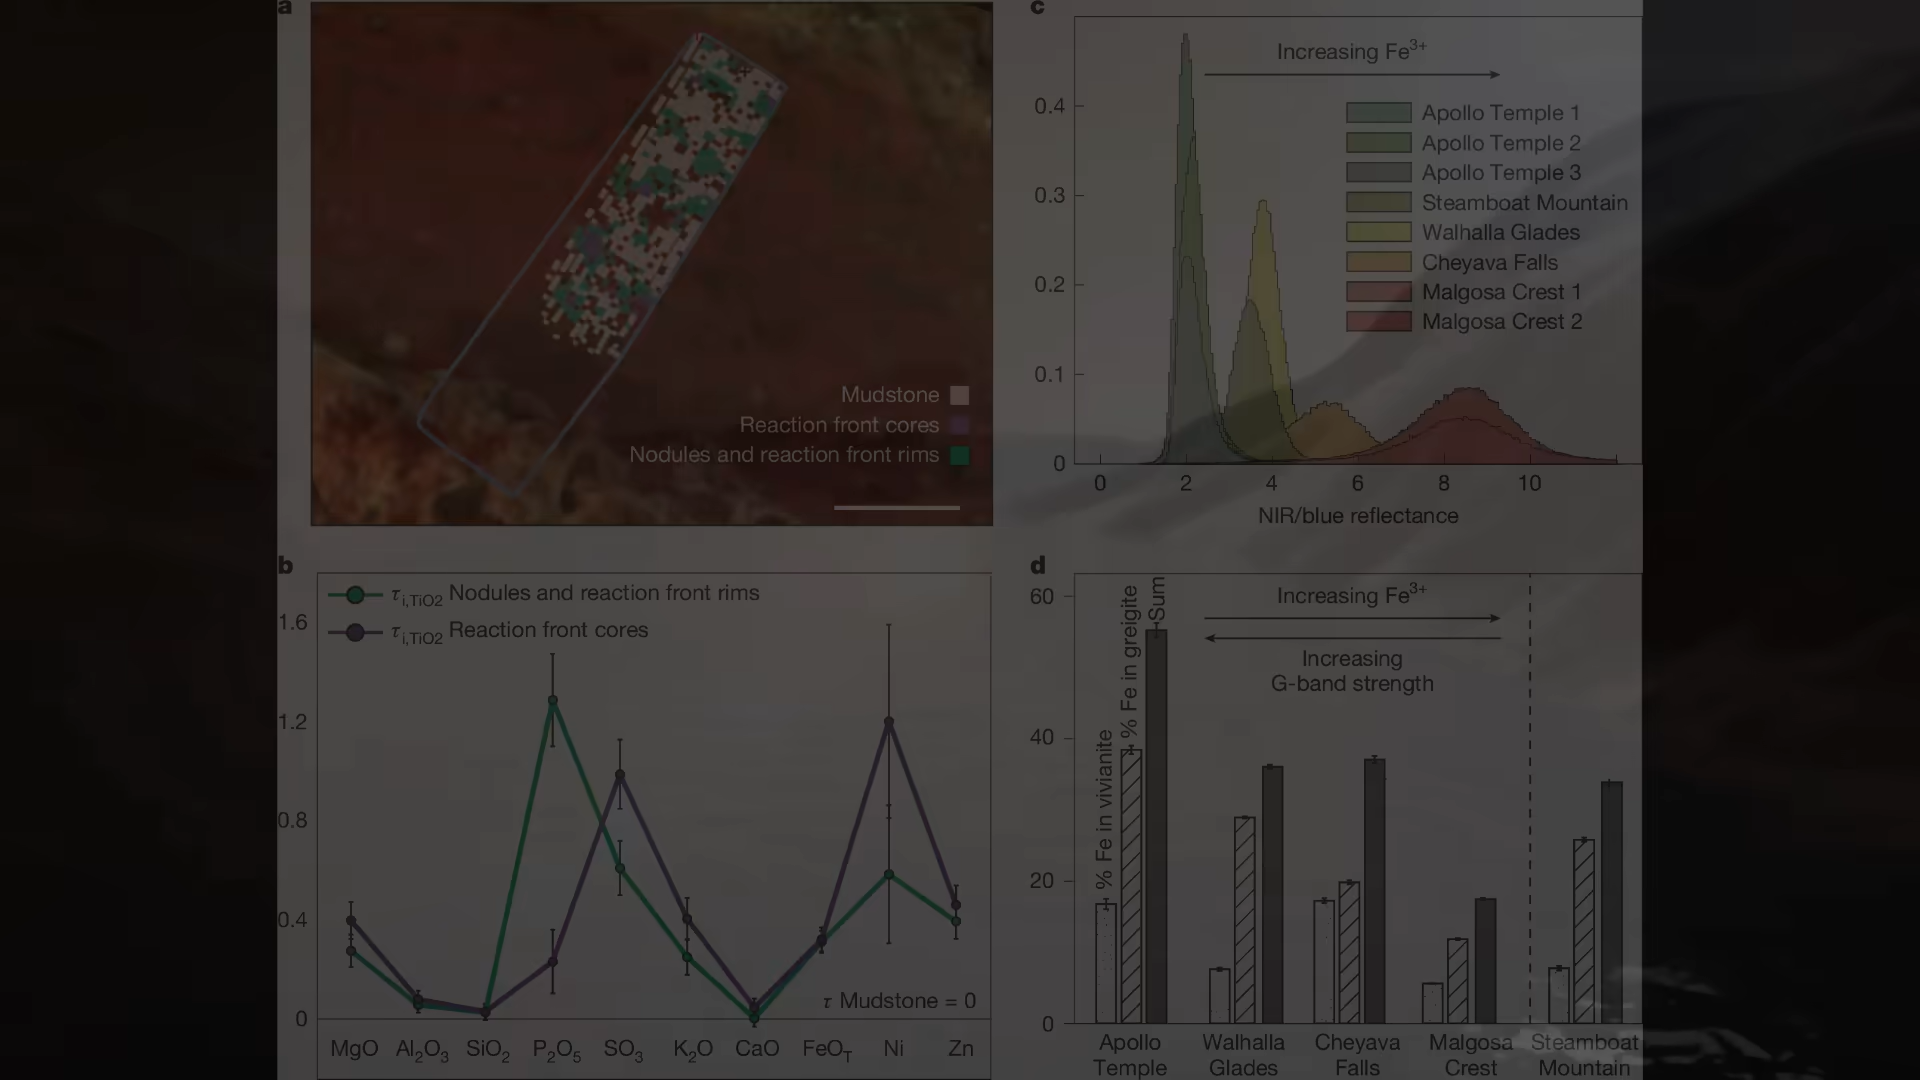 a
Mudstone
Reaction front cores
Nodules and reaction front rims
b
τi,TiO2 Nodules and reaction front rims
τi,TiO2 Reaction front cores
1.6
1.2
0.8
0.4
0
τ Mudstone = 0
MgO Al2O3 SiO2 P2O5 SO3 K2O CaO FeOT Ni Zn
c
Increasing Fe3+
Apollo Temple 1
Apollo Temple 2
Apollo Temple 3
Steamboat Mountain
Walhalla Glades
Cheyava Falls
Malgosa Crest 1
Malgosa Crest 2
0.4
0.3
0.2
0.1
0
0 2 4 6 8 10
NIR/blue reflectance
d
60
40
20
0
% Fe in vivianite
% Fe in greigite
Sum
Increasing Fe3+
Increasing
G-band strength
Apollo
Temple
Walhalla
Glades
Cheyava
Falls
Malgosa
Crest
Steamboat
Mountain